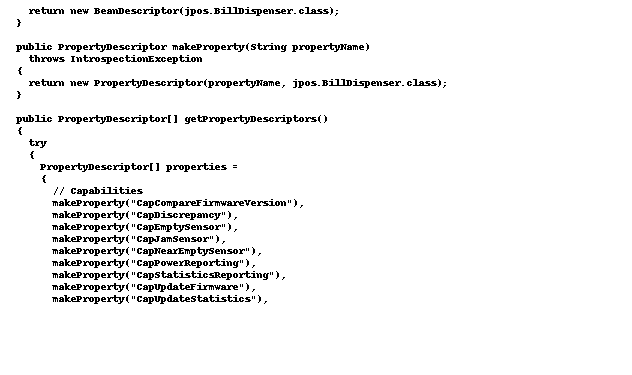 return new BeanDescriptor(jpos.BillDispenser.class);
}
public PropertyDescriptor makeProperty(String propertyName)
throws IntrospectionException
{
return new PropertyDescriptor(propertyName, jpos.BillDispenser.class);
}
public PropertyDescriptor[] getPropertyDescriptors()
{
try
{
PropertyDescriptor[] properties =
{
// Capabilities
makeProperty("CapCompareFirmwareVersion"),
makeProperty("CapDiscrepancy"),
makeProperty("CapEmptySensor"),
makeProperty("CapJamSensor"),
makeProperty("CapNearEmptySensor"),
makeProperty("CapPowerReporting"),
makeProperty("CapStatisticsReporting"),
makeProperty("CapUpdateFirmware"),
makeProperty("CapUpdateStatistics"),